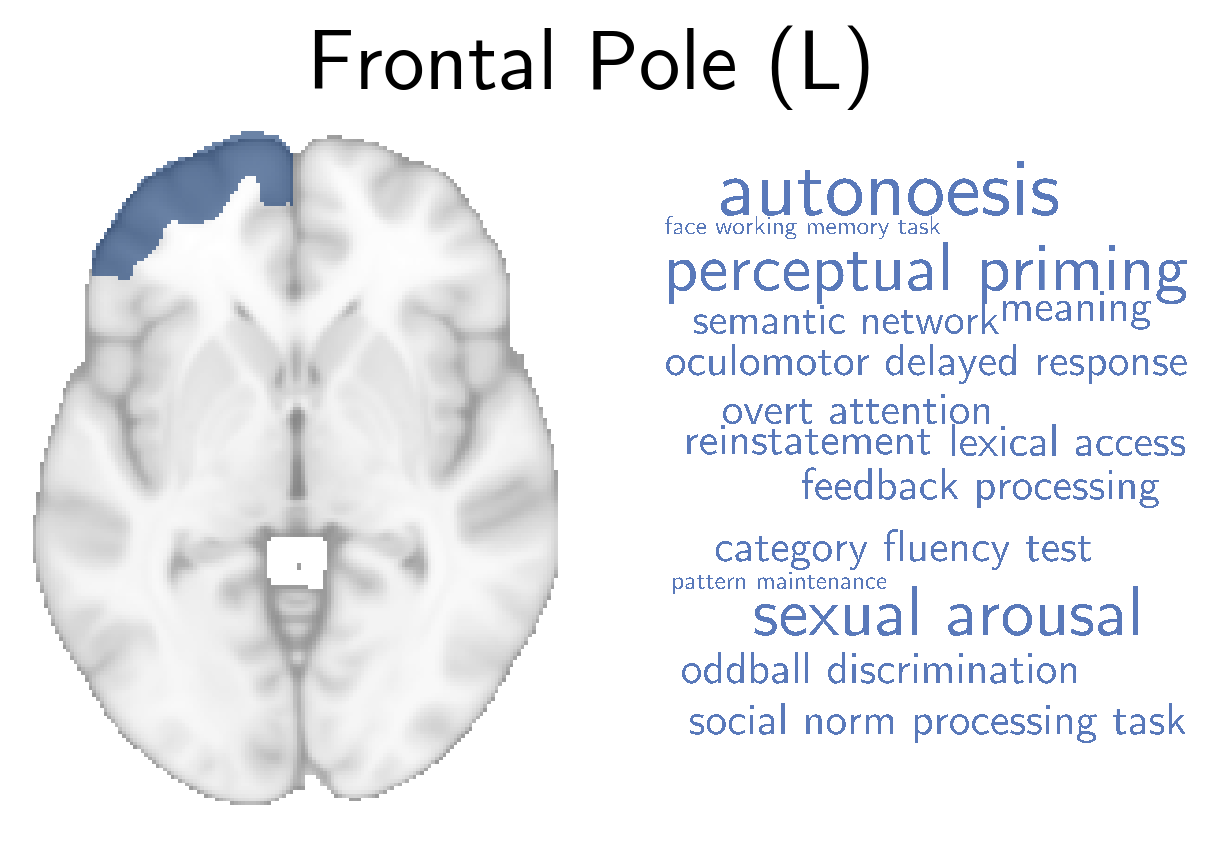 Frontal Pole (L)
autonoesis
face working memory task
perceptual priming
meaning
semantic network
oculomotor delayed response
overt attention
reinstatement lexical access
feedback processing
category fluency test
pattern maintenance
sexual arousal
oddball discrimination
social norm processing task